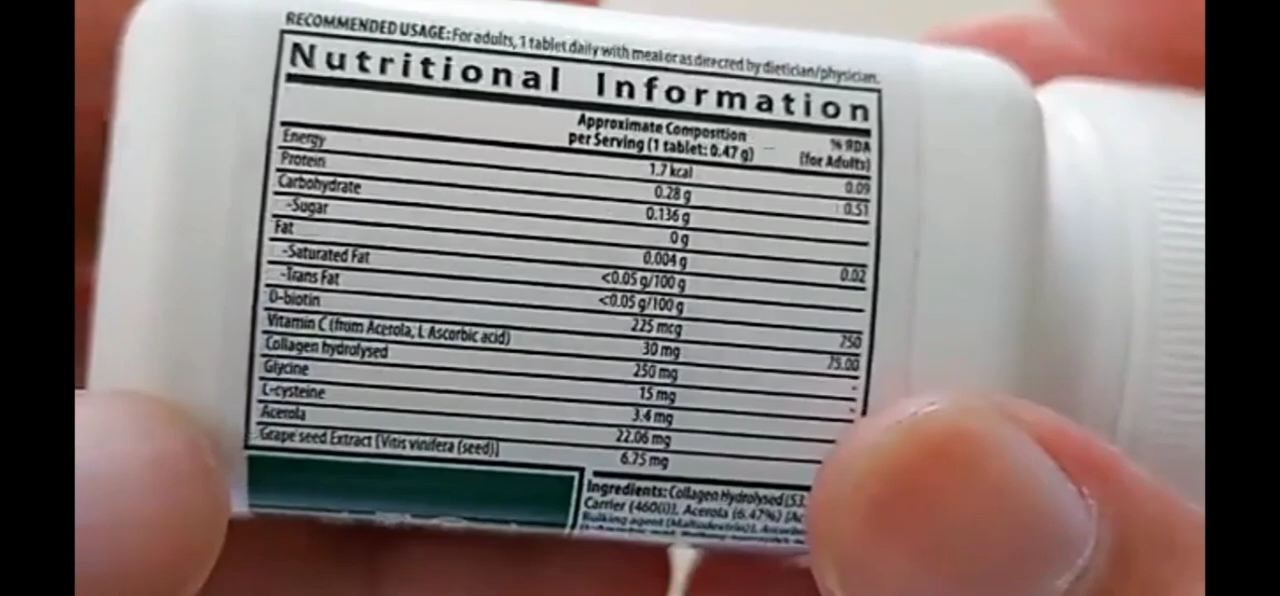 RECOMMENDED USAGE: For adults, 1 tablet daily with meal or as directed by dietician/physician.
Nutritional Information
Approximate Composition per Serving (1 tablet: 0.47 g) % RDA (for Adults)
Energy 1.7 kcal 0.09
Protein 0.28 g 0.51
Carbohydrate 0.136 g
-Sugar 0 g
Fat 0.004 g 0.02
-Saturated Fat <0.05 g/100 g
-Trans Fat <0.05 g/100 g
D-biotin 225 mcg 750
Vitamin C (from Acerola, L Ascorbic acid) 30 mg 75.00
Collagen hydrolysed 250 mg -
Glycine 15 mg -
L-cysteine 3.4 mg
Acerola 22.06 mg
Grape seed Extract [Vitis vinifera (seed)] 6.75 mg
Ingredients: Collagen Hydrolysed (53.
Carrier (460(i)), Acerola (6.47%) [Ac
Bulking agent (Maltodextrin),